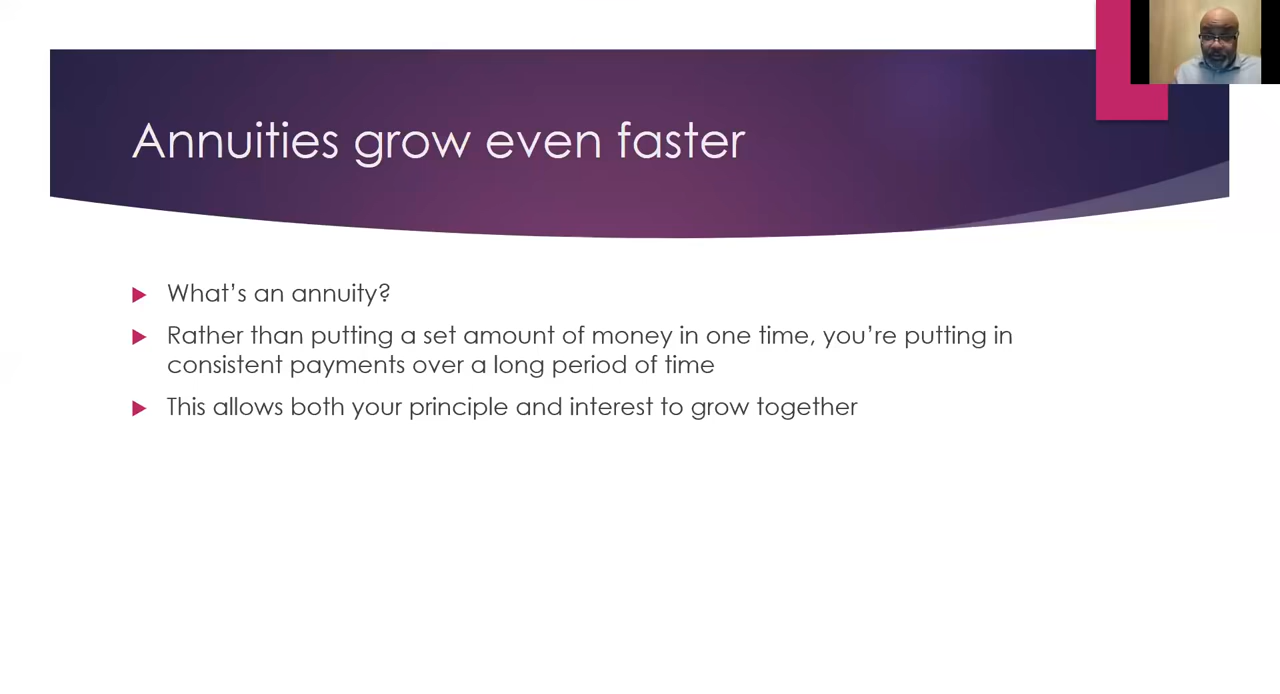 Annuities grow even faster
What's an annuity?
Rather than putting a set amount of money in one time, you're putting in
consistent payments over a long period of time
This allows both your principle and interest to grow together